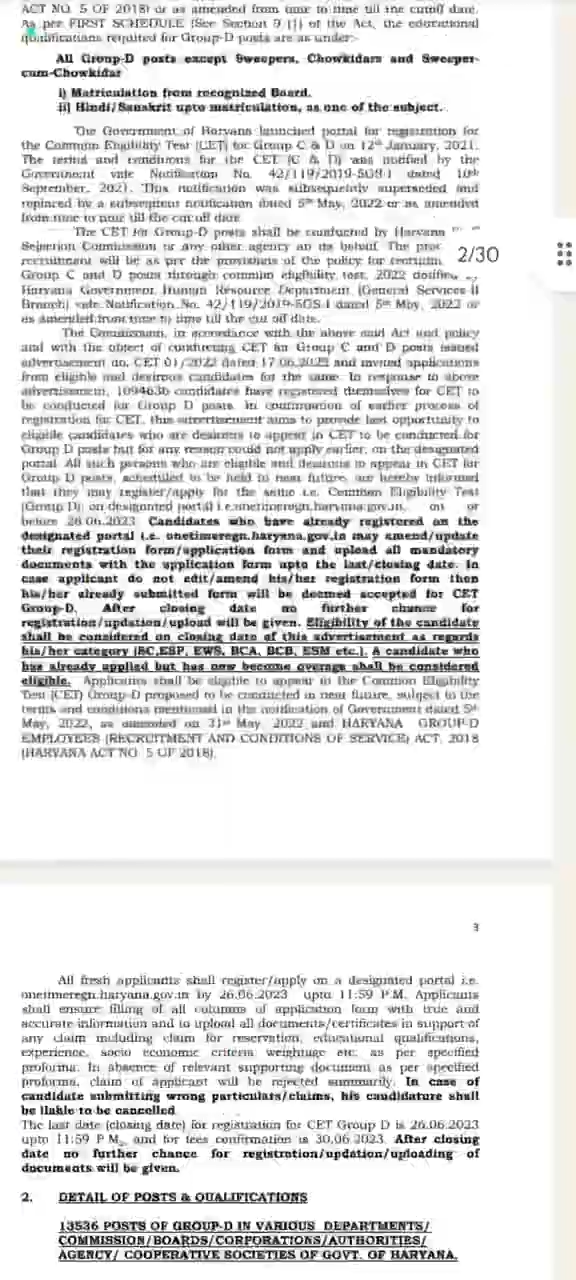 ACT NO. 5 OF 2018) or as amended from time to time till the cutoff date.
As per FIRST SCHEDULE (See Section 9 (1) of the Act, the educational
qualifications required for Group-D posts are as under:-
All Group-D posts except Sweepers, Chowkidars and Sweeper-
cum-Chowkidar
i) Matriculation from recognized Board.
ii) Hindi/Sanskrit upto matriculation, as one of the subject.
The Government of Haryana launched portal for registration for
the Common Eligibility Test (CET) for Group C & D on 12th January, 2021.
The terms and conditions for the CET (C & D) was notified by the
Government vide Notification No. 42/119/2019-5GS I dated
September, 2021. This notification was subsequently superseded and
replaced by a subsequent notification dated 5th May, 2022 or as amended
from time to time till the cut off date
The CET for Group-D posts shall be conducted by Haryana
Selection Commission or any other agency on its behalf. The
recruitment will be as per the provisions of the policy for
2/30
Group C and D posts through common eligibility test, 2022
Haryana Government Human Resource Department (General Services II
Branch) vide Notification No. 42/119/2019-5GS I dated 5th May, 2022 or
as amended from time to time till the cut off date.
The Commission, in accordance with the above said Act and policy
and with the object of conducting CET for Group C and D posts issued
advertisement no. CET 01/2022 dated 17.06.2022 and invited applications
from eligible and desirous candidates for the same. In response to above
advertisement, 1094630 candidates have registered themselves for CET to
be conducted for Group D posts. In continuation of earlier process of
registration for CET, this advertisement aims to provide last opportunity to
eligible candidates who are desirous to appear in CET to be conducted for
Group D posts but for any reason could not apply earlier, on the designated
portal. All such persons who are eligible and desirous to appear in CET for
Group D posts, scheduled to be held in near future, are hereby informed
that they may register/apply for the same i.e. Common Eligibility Test
(Group D) on designated portal i.e.onetimeregn.haryana.gov.in. on or
before 26.06.2023 Candidates who have already registered on the
designated portal i.e. onetimeregn.haryana.gov.in may amend/update
their registration form/application form and upload all mandatory
documents with the application form upto the last/closing date. In
case applicant do not edit/amend his/her registration form then
his/her already submitted form will be deemed accepted for CET
Group-D. After closing date no further chance for
registration/updation/upload will be given. Eligibility of the candidate
shall be considered on closing date of this advertisement as regards
his/her category (SC,ESP, EWS, BCA, BCB, ESM etc.). A candidate who
has already applied but has now become overage shall be considered
eligible. Applicants shall be eligible to appear in the Common Eligibility
Test (CET) Group-D proposed to be conducted in near future, subject to the
terms and conditions mentioned in the notification of Government dated 5th
May, 2022, as amended on 31st May 2022 and HARYANA GROUP-D
EMPLOYEES (RECRUITMENT AND CONDITIONS OF SERVICE) ACT, 2018
(HARYANA ACT NO. 5 OF 2018).
3
All fresh applicants shall register/apply on a designated portal i.e.
onetimeregn.haryana.gov.in by 26.06.2023 upto 11:59 P.M. Applicants
shall ensure filling of all columns of application form with true and
accurate information and to upload all documents/certificates in support of
any claim including claim for reservation, educational qualifications,
experience, socio economic criteria weightage etc. as per specified
proforma. In absence of relevant supporting document as per specified
proforma, claim of applicant will be rejected summarily. In case of
candidate submitting wrong particulars/claims, his candidature shall
be liable to be cancelled.
The last date (closing date) for registration for CET Group D is 26.06.2023
upto 11:59 P M., and for fees confirmation is 30.06.2023. After closing
date no further chance for registration/updation/uploading of
documents will be given.
2. DETAIL OF POSTS & QUALIFICATIONS
13536 POSTS OF GROUP-D IN VARIOUS DEPARTMENTS/
COMMISSION/BOARDS/CORPORATIONS/AUTHORITIES/
AGENCY/ COOPERATIVE SOCIETIES OF GOVT. OF HARYANA.